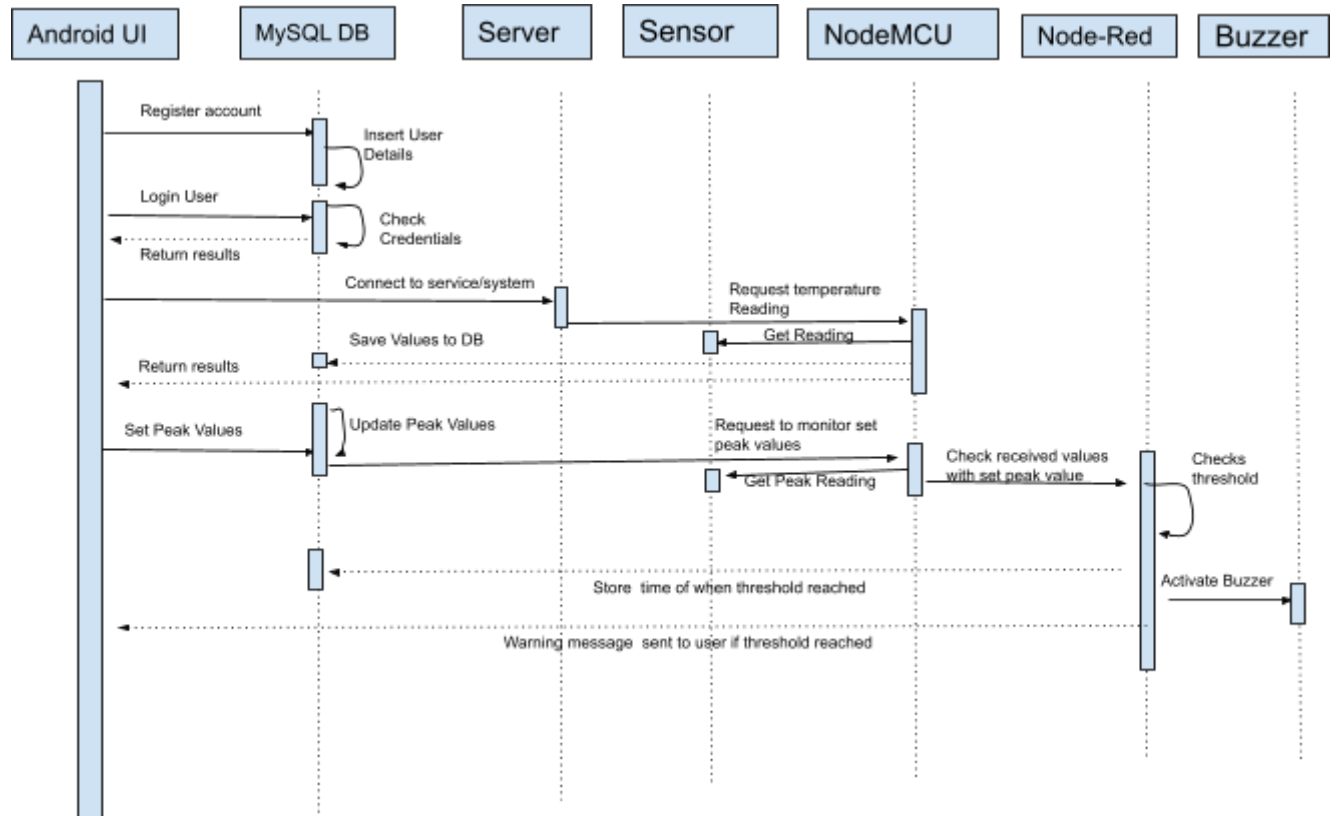 Android UI
MySQL DB
Server
Sensor
NodeMCU
Node-Red
Buzzer
Register account
Insert User
Details
Login User
Check
Credentials
Return results
Connect to service/system
Request temperature
Reading
Get Reading
Save Values to DB
Return results
Set Peak Values
Update Peak Values
Request to monitor set
peak values
Get Peak Reading
Check received values
with set peak value
Checks
threshold
Store time of when threshold reached
Activate Buzzer
Warning message sent to user if threshold reached